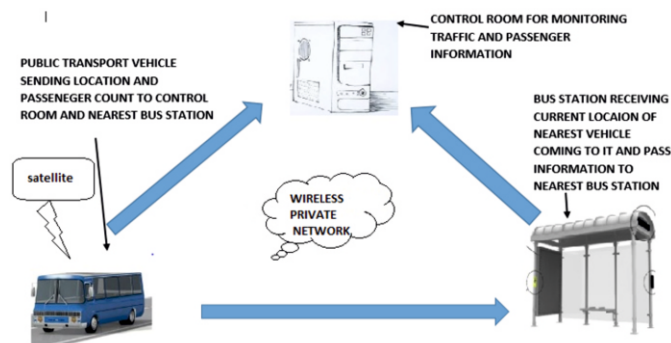 CONTROL ROOM FOR MONITORING
TRAFFIC AND PASSENGER
INFORMATION
PUBLIC TRANSPORT VEHICLE
SENDING LOCATION AND
PASSENEGER COUNT TO CONTROL
ROOM AND NEAREST BUS STATION
BUS STATION RECEIVING
CURRENT LOCAION OF
NEAREST VEHICLE
COMING TO IT AND PASS
INFORMATION TO
NEAREST BUS STATION
satellite
WIRELESS
PRIVATE
NETWORK